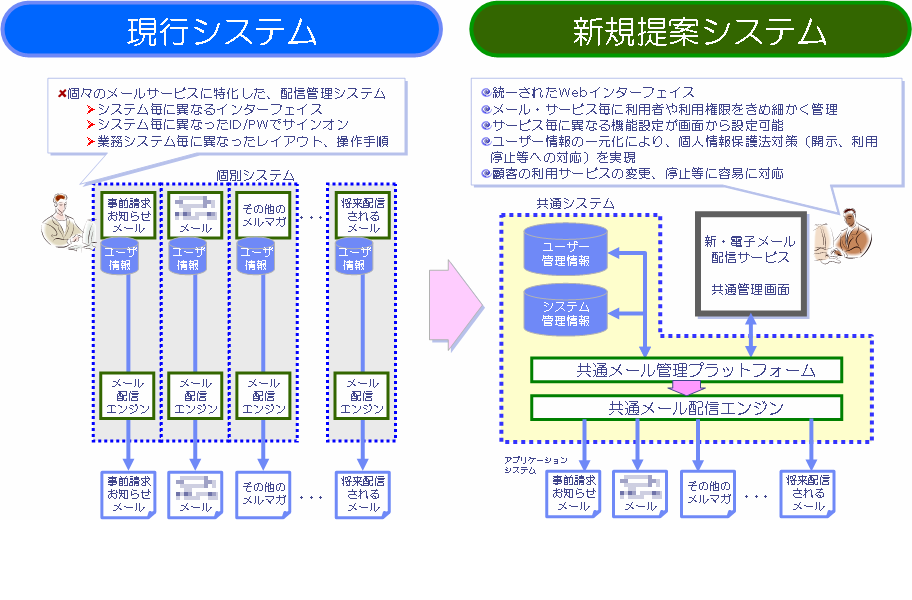 現行システム
個々のメールサービスに特化した、配信管理システム
システム毎に異なるインターフェイス
システム毎に異なったID/PWでサインオン
業務システム毎に異なったレイアウト、操作手順
個別システム
事前請求
お知らせ
メール
メール
その他の
メルマガ
・・・
将来配信
される
メール
ユーザ
情報
ユーザ
情報
ユーザ
情報
ユーザ
情報
メール
配信
エンジン
メール
配信
エンジン
メール
配信
エンジン
メール
配信
エンジン
事前請求
お知らせ
メール
メール
その他の
メルマガ
・・・
将来配信
される
メール
新規提案システム
統一されたWebインターフェイス
メール・サービス毎に利用者や利用権限をきめ細かく管理
サービス毎に異なる機能設定が画面から設定可能
ユーザー情報の一元化により、個人情報保護法対策（開示、利用
停止等への対応）を実現
顧客の利用サービスの変更、停止等に容易に対応
共通システム
ユーザー
管理情報
システム
管理情報
新・電子メール
配信サービス
共通管理画面
共通メール管理プラットフォーム
共通メール配信エンジン
アプリケーション
システム
事前請求
お知らせ
メール
メール
その他の
メルマガ
・・・
将来配信
される
メール